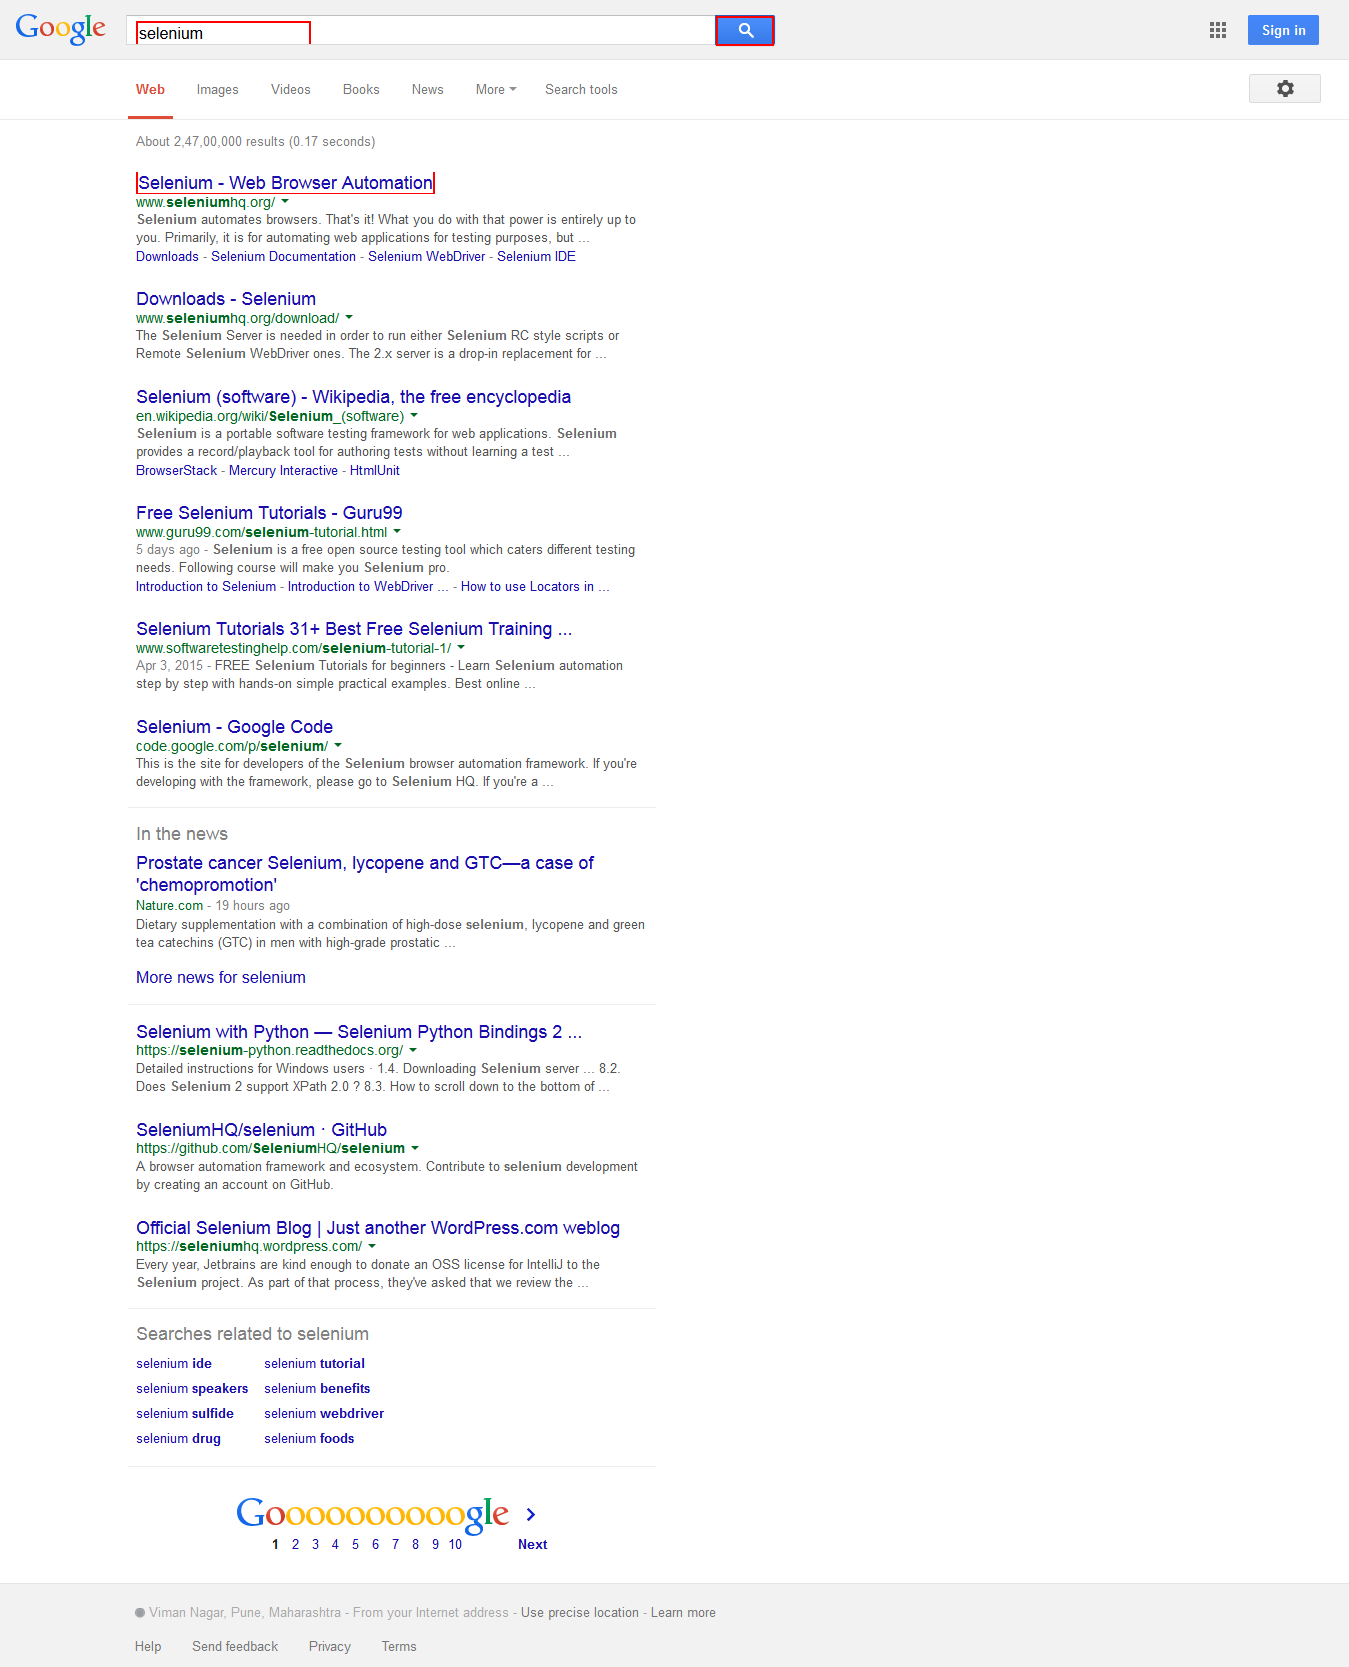 Google selenium Sign in
Web Images Videos Books News More Search tools
About 2,47,00,000 results (0.17 seconds)
Selenium - Web Browser Automation
www.seleniumhq.org/
Selenium automates browsers. That's it! What you do with that power is entirely up to
you. Primarily, it is for automating web applications for testing purposes, but ...
Downloads - Selenium Documentation - Selenium WebDriver - Selenium IDE
Downloads - Selenium
www.seleniumhq.org/download/
The Selenium Server is needed in order to run either Selenium RC style scripts or
Remote Selenium WebDriver ones. The 2.x server is a drop-in replacement for ...
Selenium (software) - Wikipedia, the free encyclopedia
en.wikipedia.org/wiki/Selenium_(software)
Selenium is a portable software testing framework for web applications. Selenium
provides a record/playback tool for authoring tests without learning a test ...
BrowserStack - Mercury Interactive - HtmlUnit
Free Selenium Tutorials - Guru99
www.guru99.com/selenium-tutorial.html
5 days ago - Selenium is a free open source testing tool which caters different testing
needs. Following course will make you Selenium pro.
Introduction to Selenium - Introduction to WebDriver ... - How to use Locators in ...
Selenium Tutorials 31+ Best Free Selenium Training ...
www.softwaretestinghelp.com/selenium-tutorial-1/
Apr 3, 2015 - FREE Selenium Tutorials for beginners - Learn Selenium automation
step by step with hands-on simple practical examples. Best online ...
Selenium - Google Code
code.google.com/p/selenium/
This is the site for developers of the Selenium browser automation framework. If you're
developing with the framework, please go to Selenium HQ. If you're a ...
In the news
Prostate cancer Selenium, lycopene and GTC—a case of
'chemopromotion'
Nature.com - 19 hours ago
Dietary supplementation with a combination of high-dose selenium, lycopene and green
tea catechins (GTC) in men with high-grade prostatic ...
More news for selenium
Selenium with Python — Selenium Python Bindings 2 ...
https://selenium-python.readthedocs.org/
Detailed instructions for Windows users · 1.4. Downloading Selenium server ... 8.2.
Does Selenium 2 support XPath 2.0 ? 8.3. How to scroll down to the bottom of ...
SeleniumHQ/selenium · GitHub
https://github.com/SeleniumHQ/selenium
A browser automation framework and ecosystem. Contribute to selenium development
by creating an account on GitHub.
Official Selenium Blog | Just another WordPress.com weblog
https://seleniumhq.wordpress.com/
Every year, Jetbrains are kind enough to donate an OSS license for IntelliJ to the
Selenium project. As part of that process, they've asked that we review the ...
Searches related to selenium
selenium ide selenium tutorial
selenium speakers selenium benefits
selenium sulfide selenium webdriver
selenium drug selenium foods
Goooooooooogle
1 2 3 4 5 6 7 8 9 10 Next
Viman Nagar, Pune, Maharashtra - From your Internet address - Use precise location - Learn more
Help Send feedback Privacy Terms